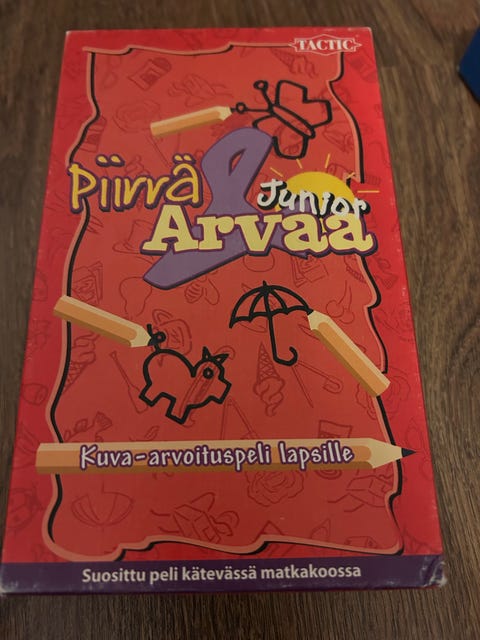 TACTIC
Piirrä
&
Junior
Arvaa
Kuva-arvoituspeli lapsille
Suosittu peli kätevässä matkakoossa